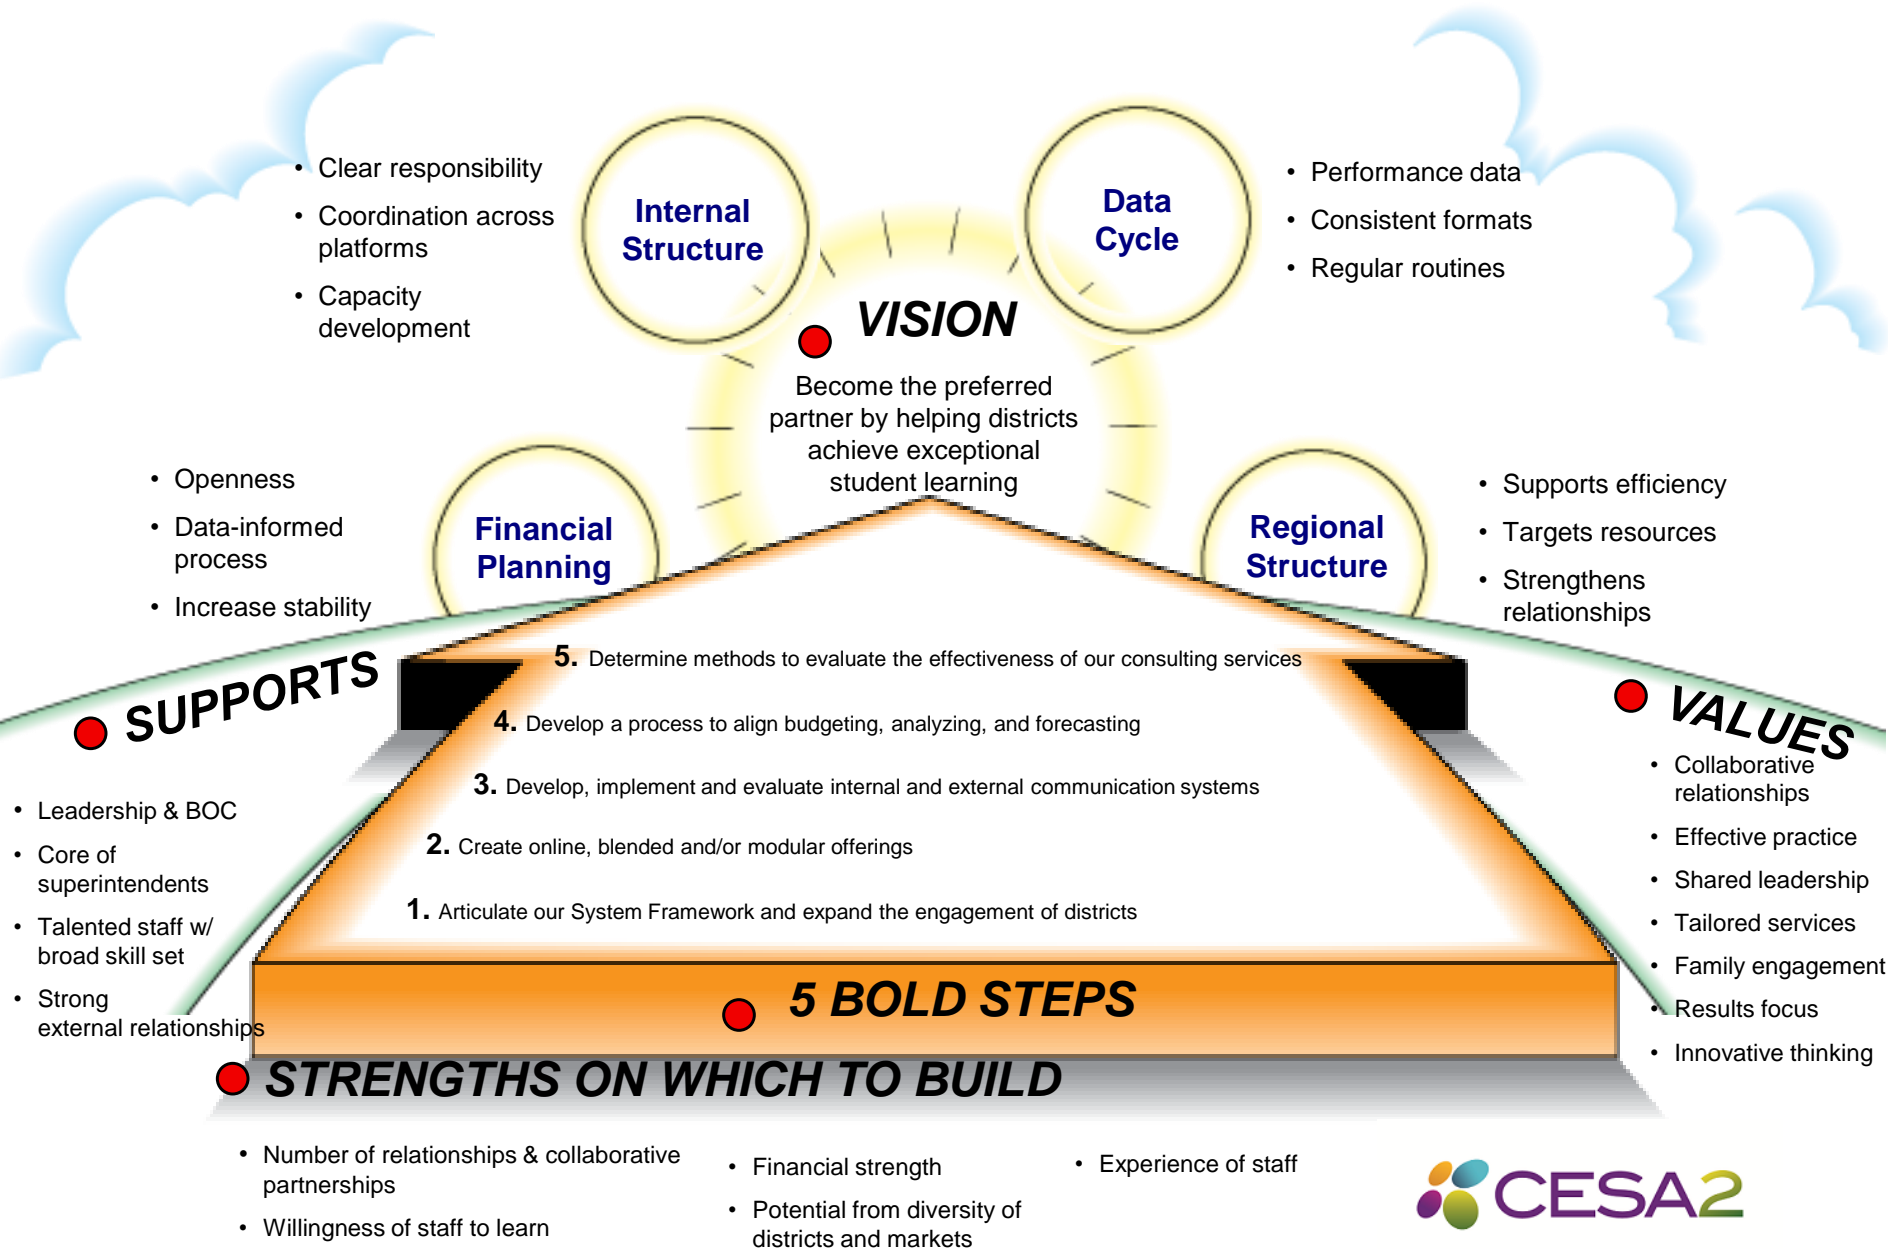 • Clear responsibility
• Coordination across
platforms
• Capacity
development
Internal
Structure
Data
Cycle
• Performance data
• Consistent formats
• Regular routines
VISION
Become the preferred
partner by helping districts
achieve exceptional
student learning
• Openness
• Data-informed
process
• Increase stability
Financial
Planning
Regional
Structure
• Supports efficiency
• Targets resources
• Strengthens
relationships
SUPPORTS
• Leadership & BOC
• Core of
superintendents
• Talented staff w/
broad skill set
• Strong
external relationships
5. Determine methods to evaluate the effectiveness of our consulting services
4. Develop a process to align budgeting, analyzing, and forecasting
3. Develop, implement and evaluate internal and external communication systems
2. Create online, blended and/or modular offerings
1. Articulate our System Framework and expand the engagement of districts
5 BOLD STEPS
VALUES
• Collaborative
relationships
• Effective practice
• Shared leadership
• Tailored services
• Family engagement
• Results focus
• Innovative thinking
STRENGTHS ON WHICH TO BUILD
• Number of relationships & collaborative
partnerships
• Willingness of staff to learn
• Financial strength
• Potential from diversity of
districts and markets
• Experience of staff
CESA2